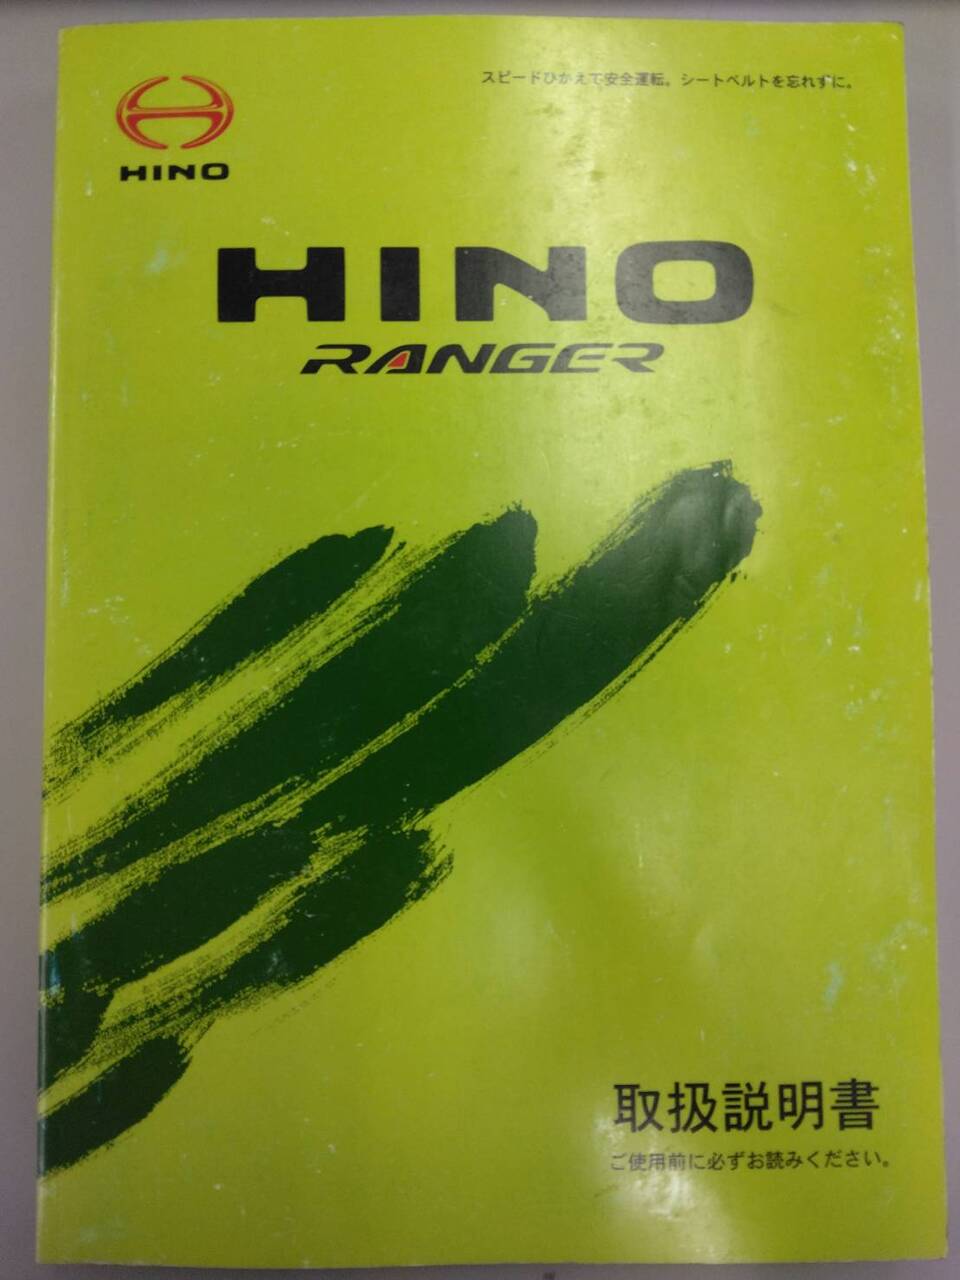 スピードひかえて安全運転。シートベルトを忘れずに。
HINO
HINO
RANGER
取扱説明書
ご使用前に必ずお読みください。